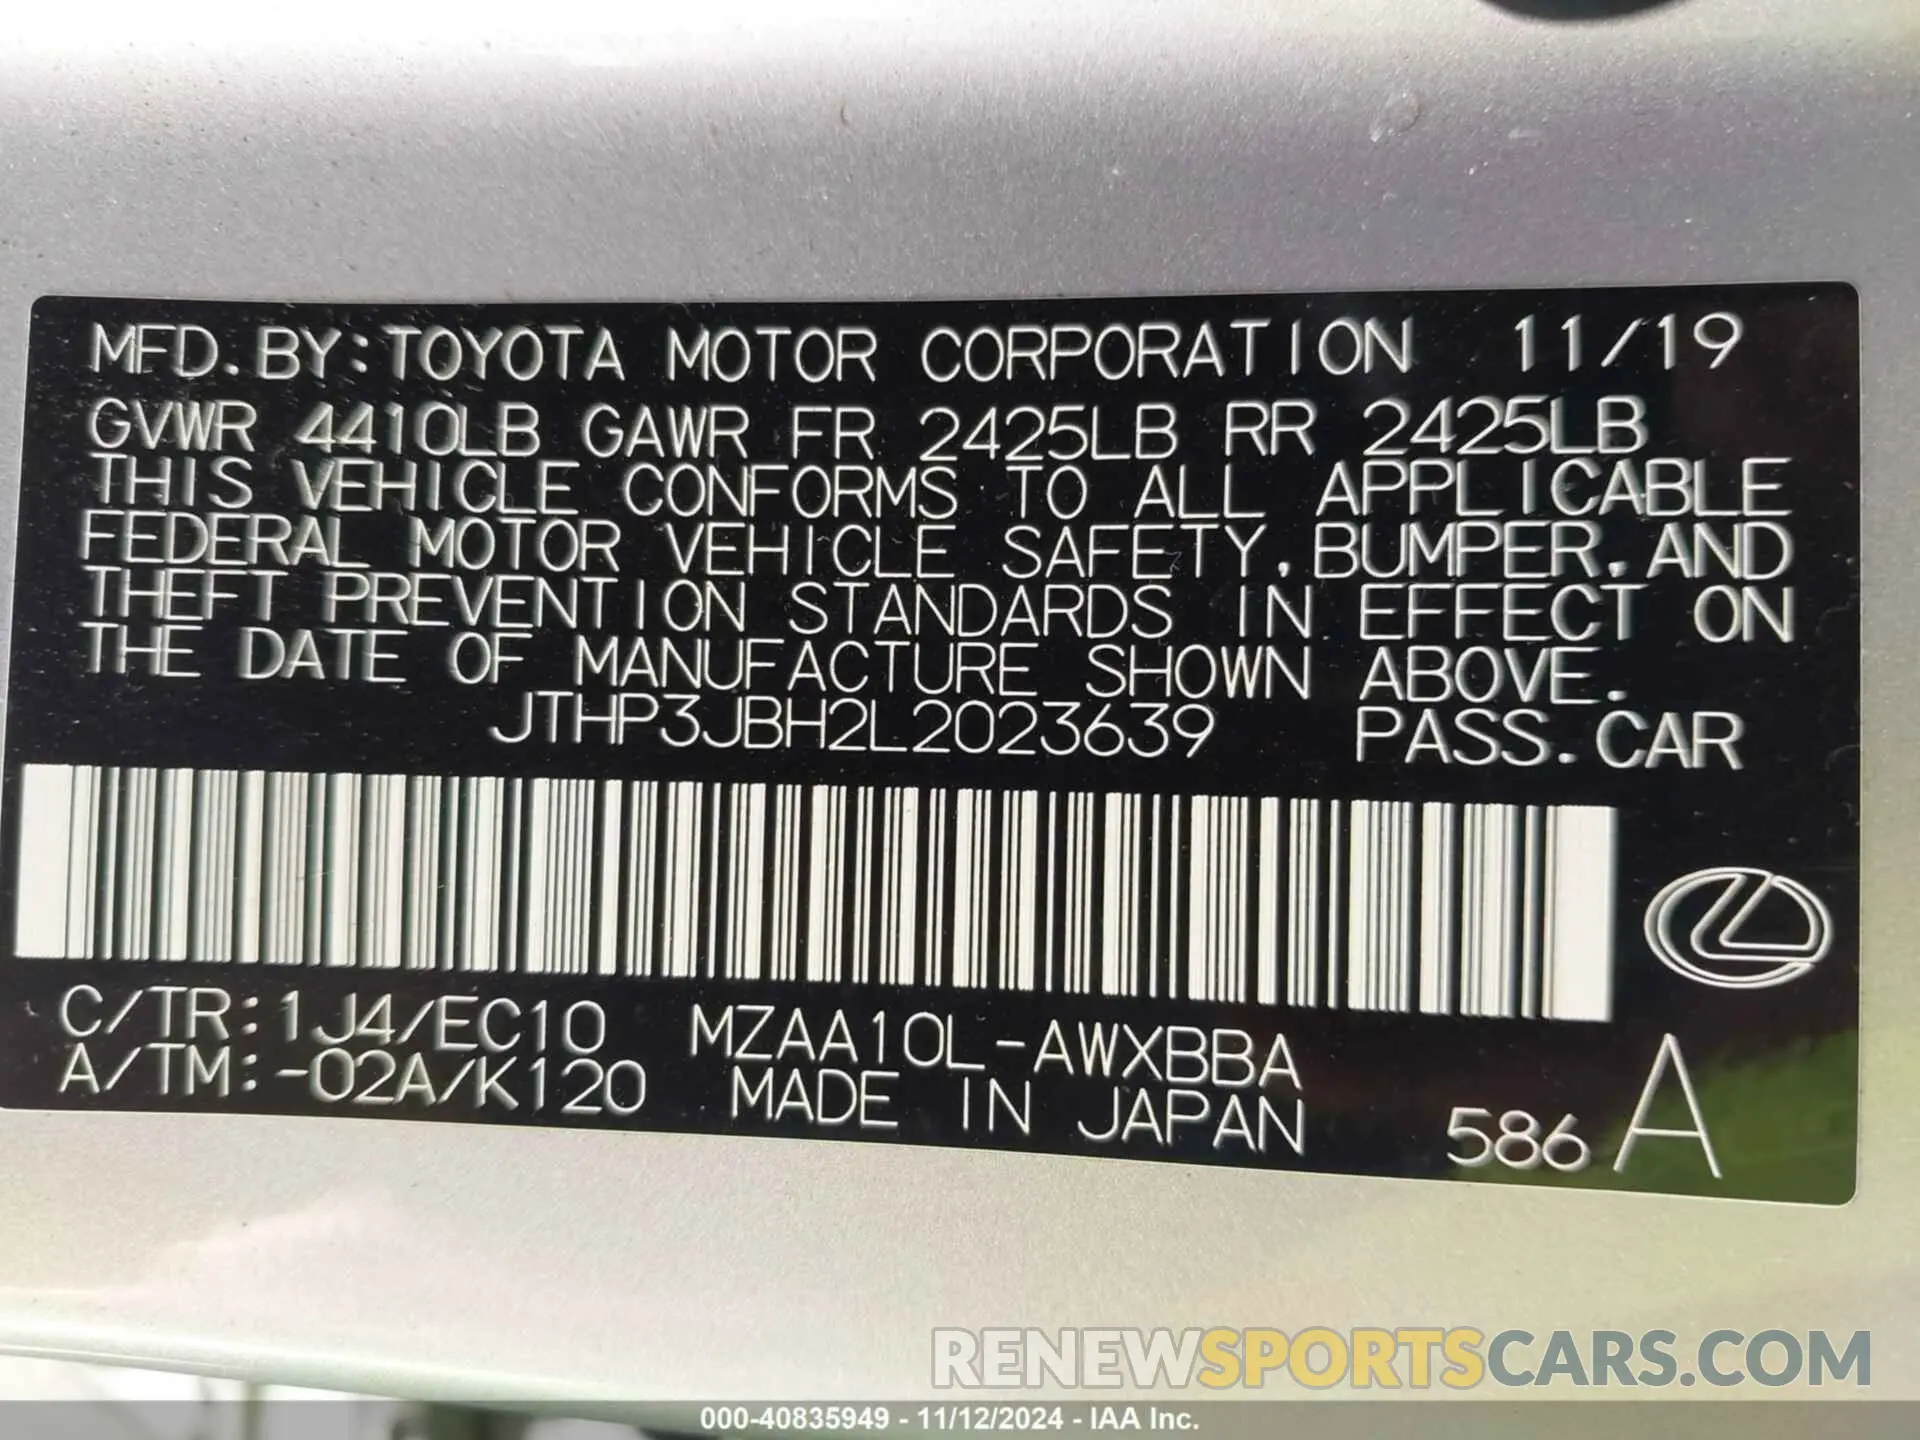 MFD. BY: TOYOTA MOTOR CORPORATION 11/19
GVWR 4410LB GAWR FR 2425LB RR 2425LB
THIS VEHICLE CONFORMS TO ALL APPLICABLE
FEDERAL MOTOR VEHICLE SAFETY, BUMPER, AND
THEFT PREVENTION STANDARDS IN EFFECT ON
THE DATE OF MANUFACTURE SHOWN ABOVE.
JTHP3JBH2L2023639 PASS. CAR
C/TR: 1J4/EC10 MZAA10L-AWXBBA
A/TM: -02A/K120 MADE IN JAPAN 586 A
RENEWSPORTSCARS.COM
000-40835949 - 11/12/2024 - IAA Inc.